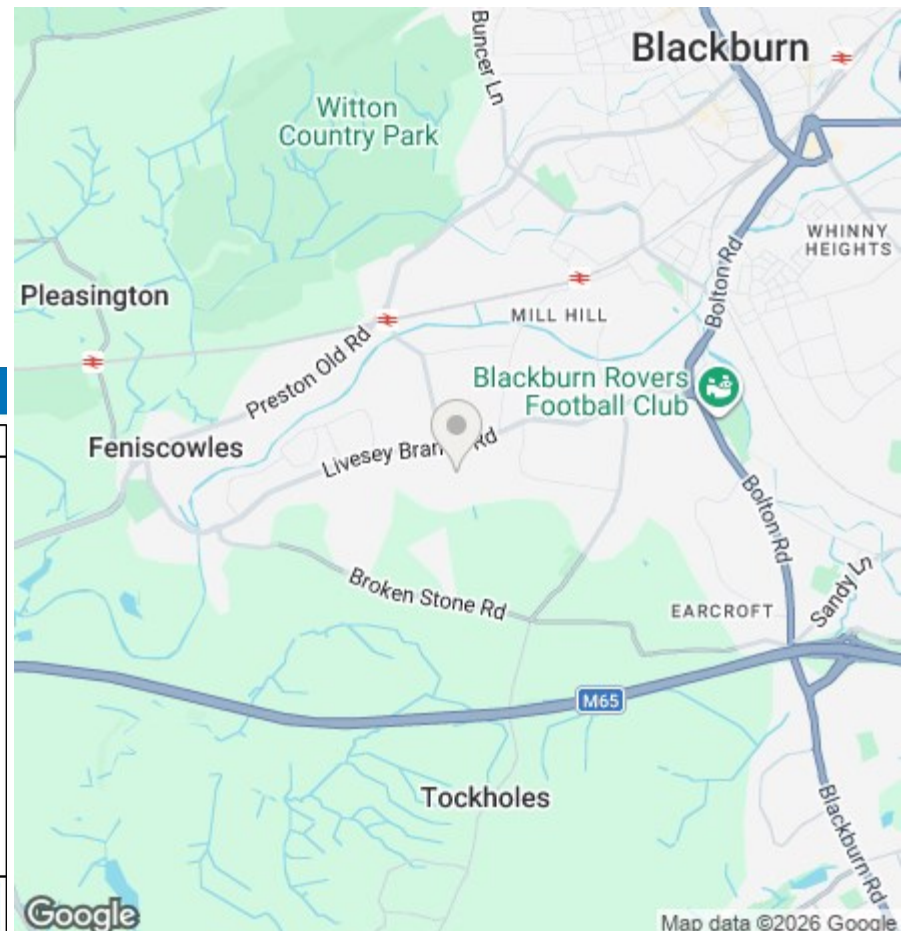 Blackburn
Buncer Ln
Witton
Country Park
WHINNY
HEIGHTS
Bolton Rd
Pleasington
MILL HILL
Preston Old Rd
Blackburn Rovers
Football Club
Feniscowles
Livesey Bran Rd
Bolton Rd
Broken Stone Rd
Sandy Ln
EARCROFT
M65
Tockholes
Blackburn Rd
Google
Map data ©2026 Google